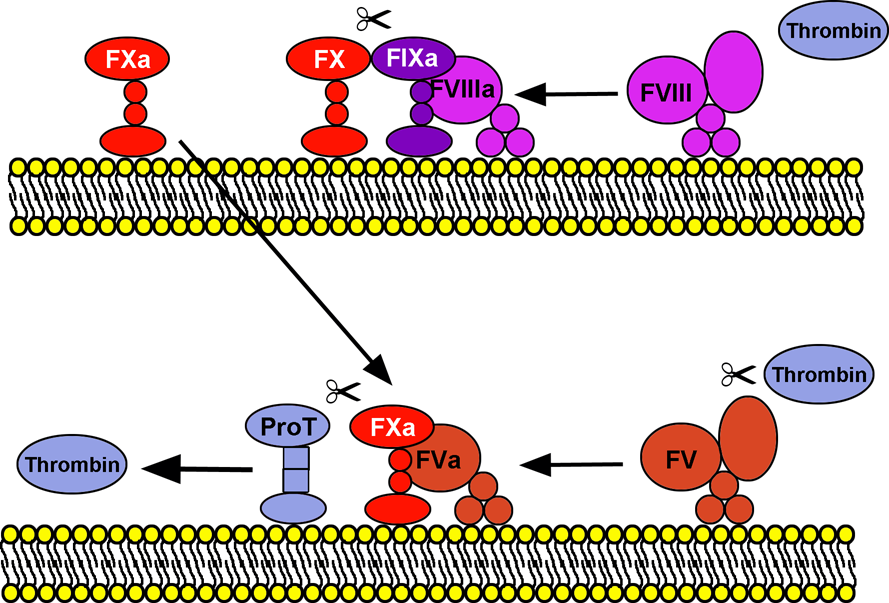 Thrombin
FXa
FX
FIXa
FVIIIa
FVIII
Thrombin
ProT
FXa
FVa
FV
Thrombin